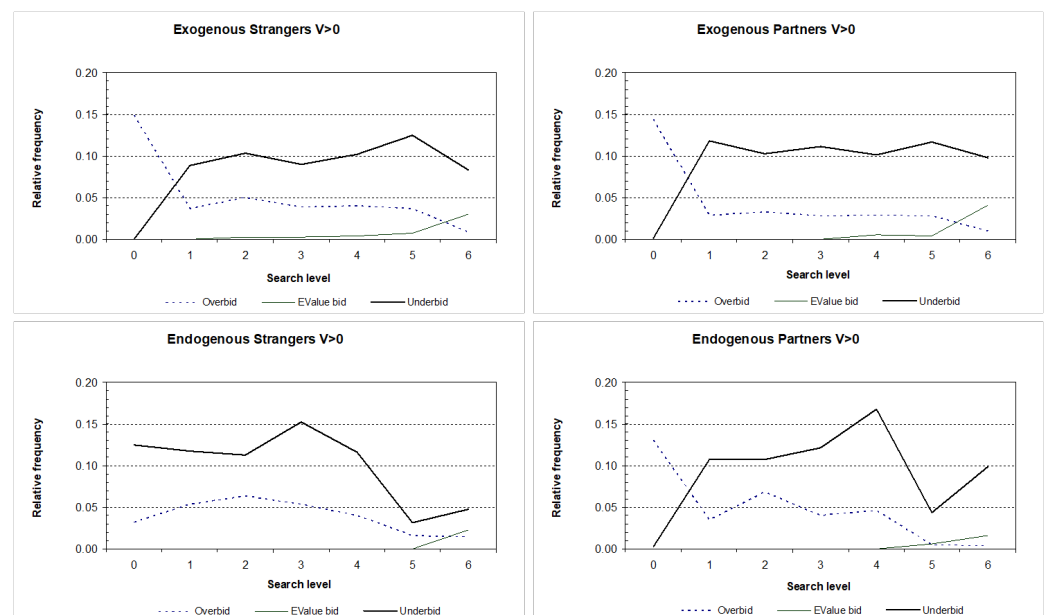 Exogenous Strangers V>0
Relative frequency
0.20
0.15
0.10
0.05
0.00
0 1 2 3 4 5 6
Search level
Overbid EValue bid Underbid
Exogenous Partners V>0
Relative frequency
0.20
0.15
0.10
0.05
0.00
0 1 2 3 4 5 6
Search level
Overbid EValue bid Underbid
Endogenous Strangers V>0
Relative frequency
0.20
0.15
0.10
0.05
0.00
0 1 2 3 4 5 6
Search level
Overbid EValue bid Underbid
Endogenous Partners V>0
Relative frequency
0.20
0.15
0.10
0.05
0.00
0 1 2 3 4 5 6
Search level
Overbid EValue bid Underbid